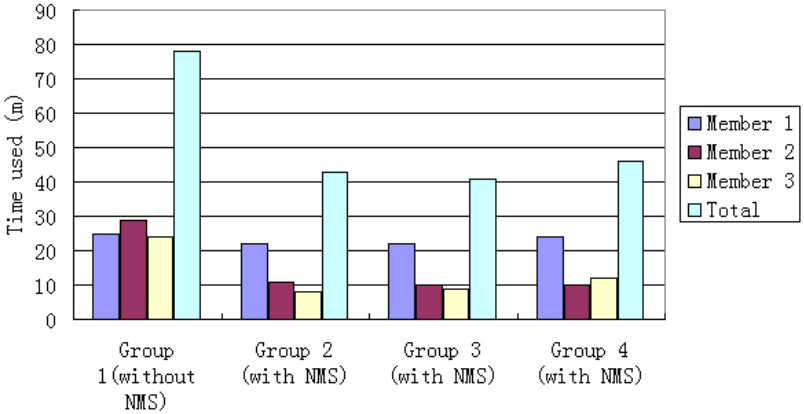 90
80
70
60
50
40
30
20
10
0
Time used (m)
Group
1(without
NMS)
Group 2
(with NMS)
Group 3
(with NMS)
Group 4
(with NMS)
Member 1
Member 2
Member 3
Total